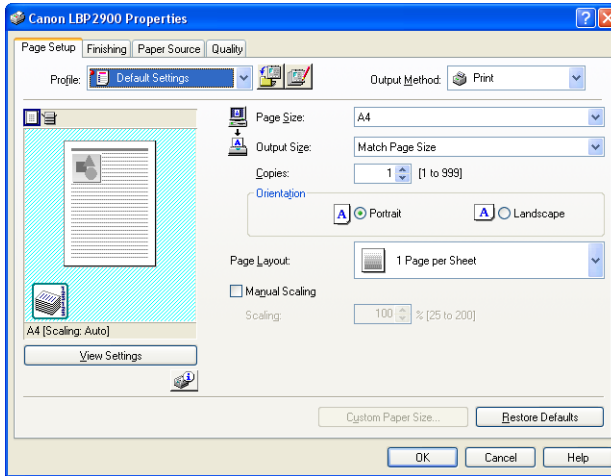 Canon LBP2900 Properties
Page Setup Finishing Paper Source Quality
Profile: Default Settings Output Method: Print
Page Size: A4
Output Size: Match Page Size
Copies: 1 [1 to 999]
Orientation
A Portrait A Landscape
Page Layout: 1 Page per Sheet
Manual Scaling
Scaling: 100 % [25 to 200]
A4 [Scaling: Auto]
View Settings
Custom Paper Size... Restore Defaults
OK Cancel Help